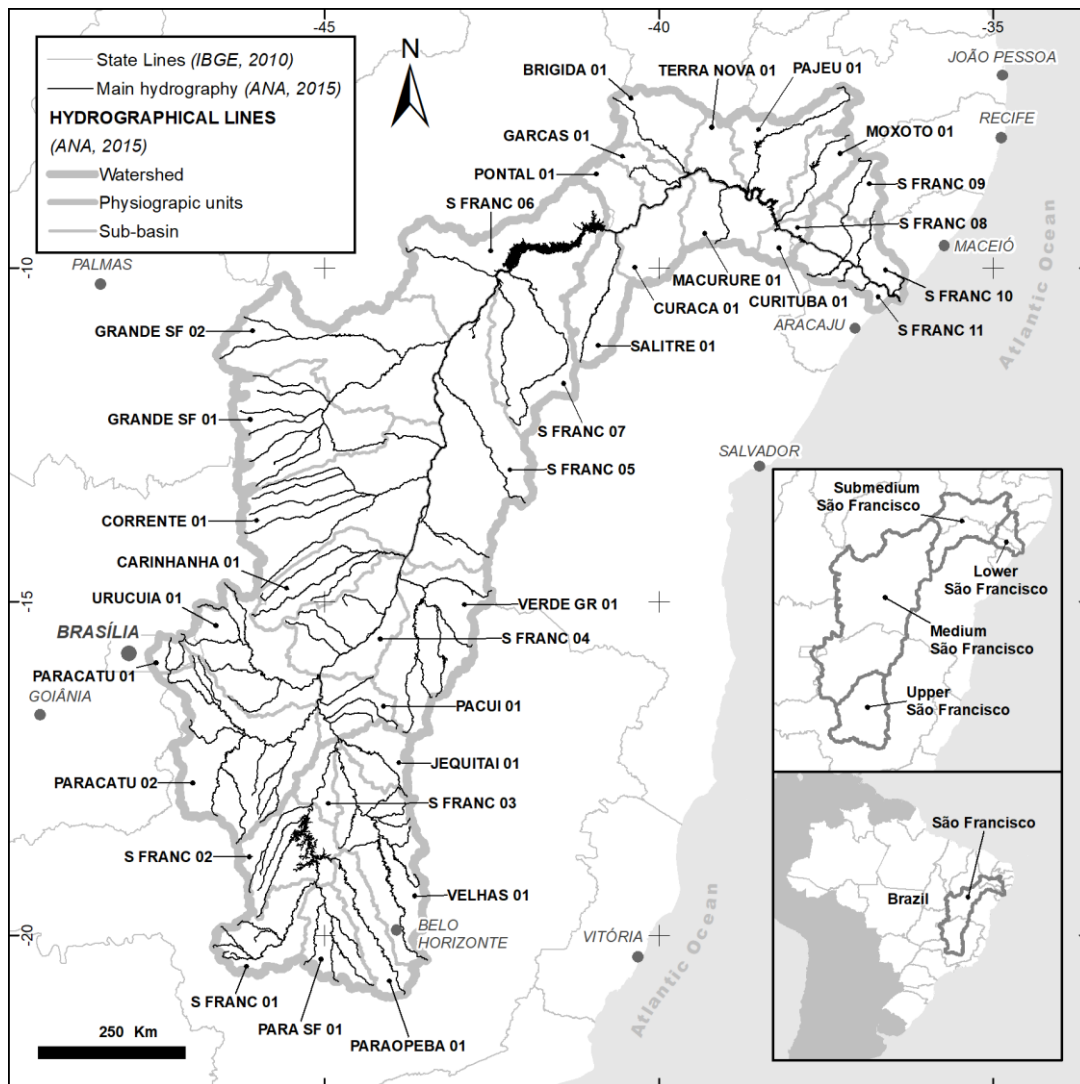 -45
-40
-35
State Lines (IBGE, 2010)
Main hydrography (ANA, 2015)
HYDROGRAPHICAL LINES
(ANA, 2015)
Watershed
Physiograpic units
Sub-basin
N
BRIGIDA 01
TERRA NOVA 01
PAJEU 01
JOÃO PESSOA
RECIFE
GARCAS 01
MOXOTO 01
PONTAL 01
S FRANC 09
S FRANC 06
S FRANC 08
MACEIÓ
-10
PALMAS
MACURURE 01
CURACA 01
CURITUBA 01
S FRANC 10
ARACAJU
S FRANC 11
Atlantic Ocean
GRANDE SF 02
SALITRE 01
S FRANC 07
GRANDE SF 01
SALVADOR
S FRANC 05
CORRENTE 01
CARINHANHA 01
URUCUIA 01
-15
VERDE GR 01
BRASÍLIA
S FRANC 04
PARACATU 01
GOIÂNIA
PACUI 01
JEQUITAI 01
PARACATU 02
S FRANC 03
S FRANC 02
VELHAS 01
-20
BELO
HORIZONTE
VITÓRIA
Atlantic Ocean
S FRANC 01
PARA SF 01
PARAOPEBA 01
250 Km
Submedium
São Francisco
Lower
São Francisco
Medium
São Francisco
Upper
São Francisco
São Francisco
Brazil